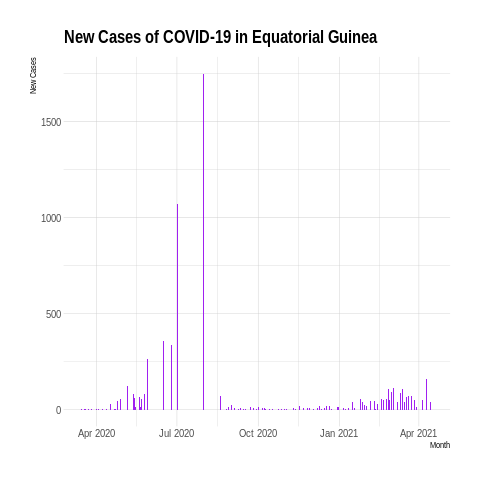 New Cases of COVID-19 in Equatorial Guinea
New Cases
1500
1000
500
0
Apr 2020 Jul 2020 Oct 2020 Jan 2021 Apr 2021
Month